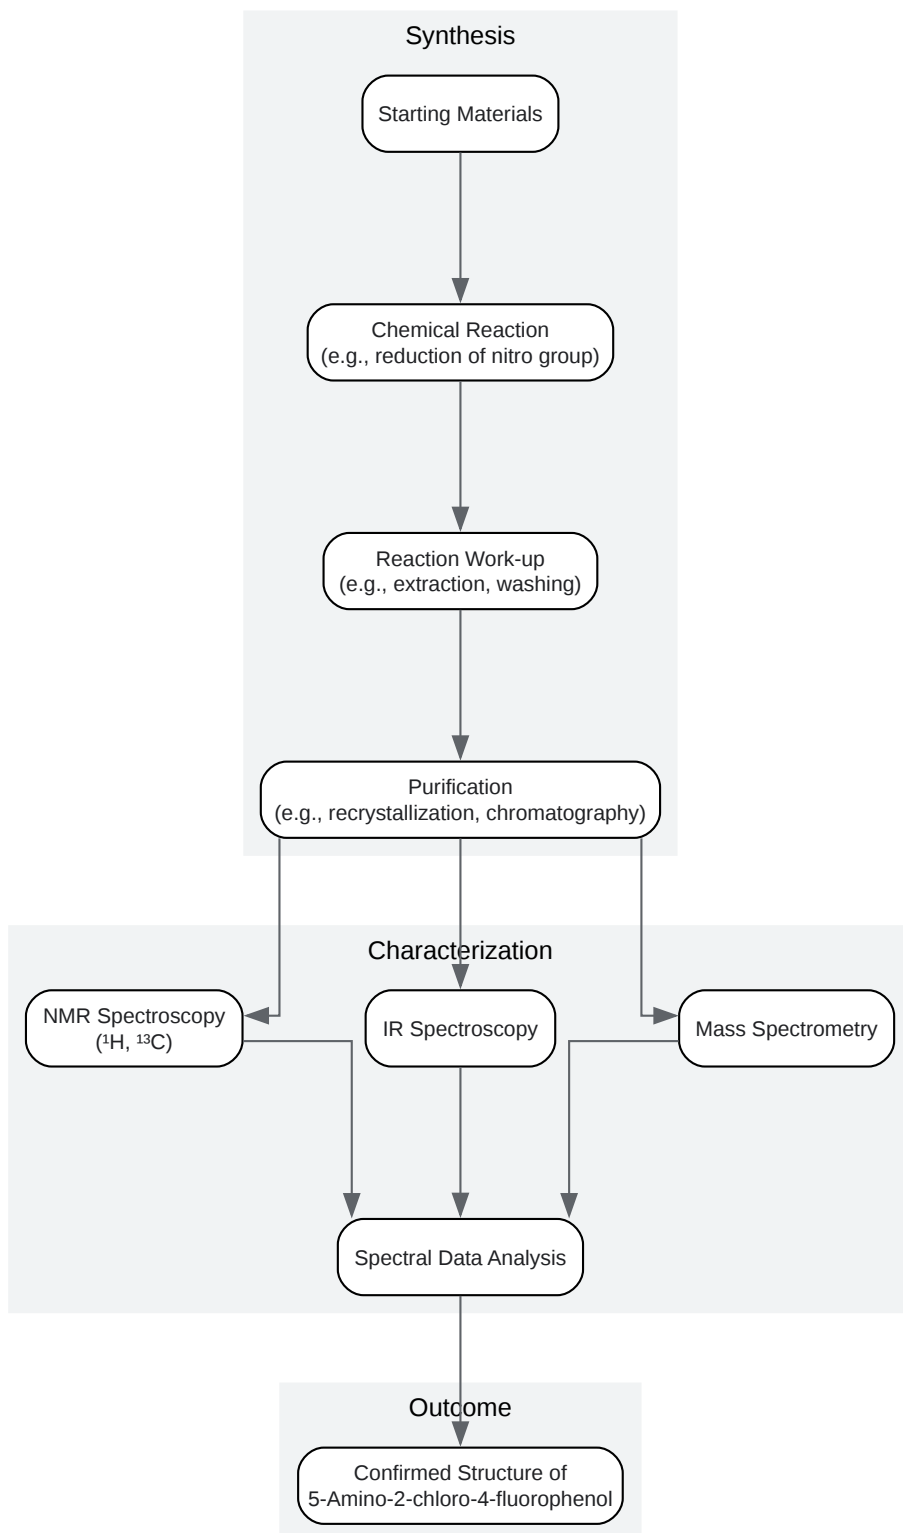 Synthesis
Starting Materials
Chemical Reaction
(e.g., reduction of nitro group)
Reaction Work-up
(e.g., extraction, washing)
Purification
(e.g., recrystallization, chromatography)
Characterization
NMR Spectroscopy
(¹H, ¹³C)
IR Spectroscopy
Mass Spectrometry
Spectral Data Analysis
Outcome
Confirmed Structure of
5-Amino-2-chloro-4-fluorophenol